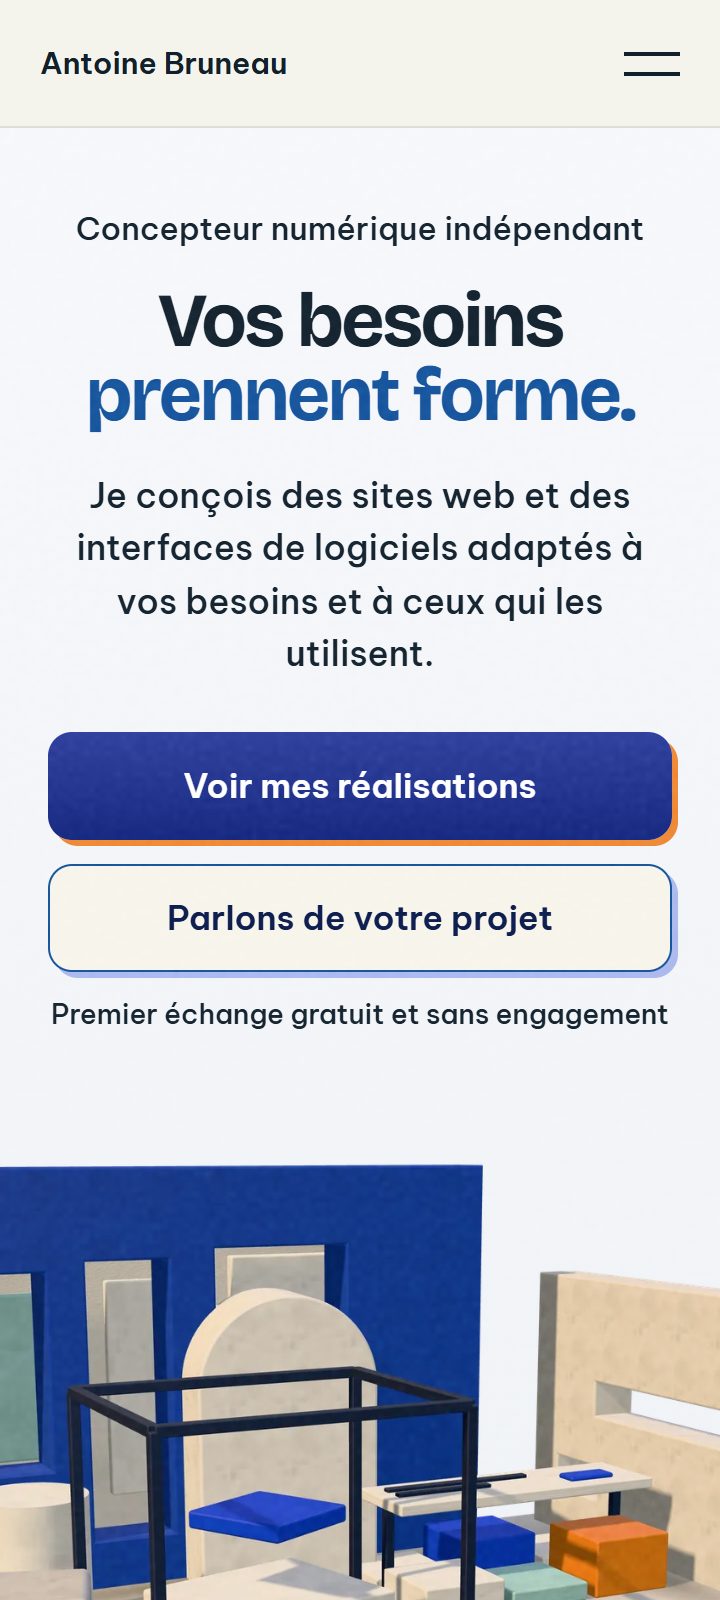 Antoine Bruneau
Concepteur numérique indépendant
Vos besoins
prennent forme.
Je conçois des sites web et des
interfaces de logiciels adaptés à
vos besoins et à ceux qui les
utilisent.
Voir mes réalisations
Parlons de votre projet
Premier échange gratuit et sans engagement